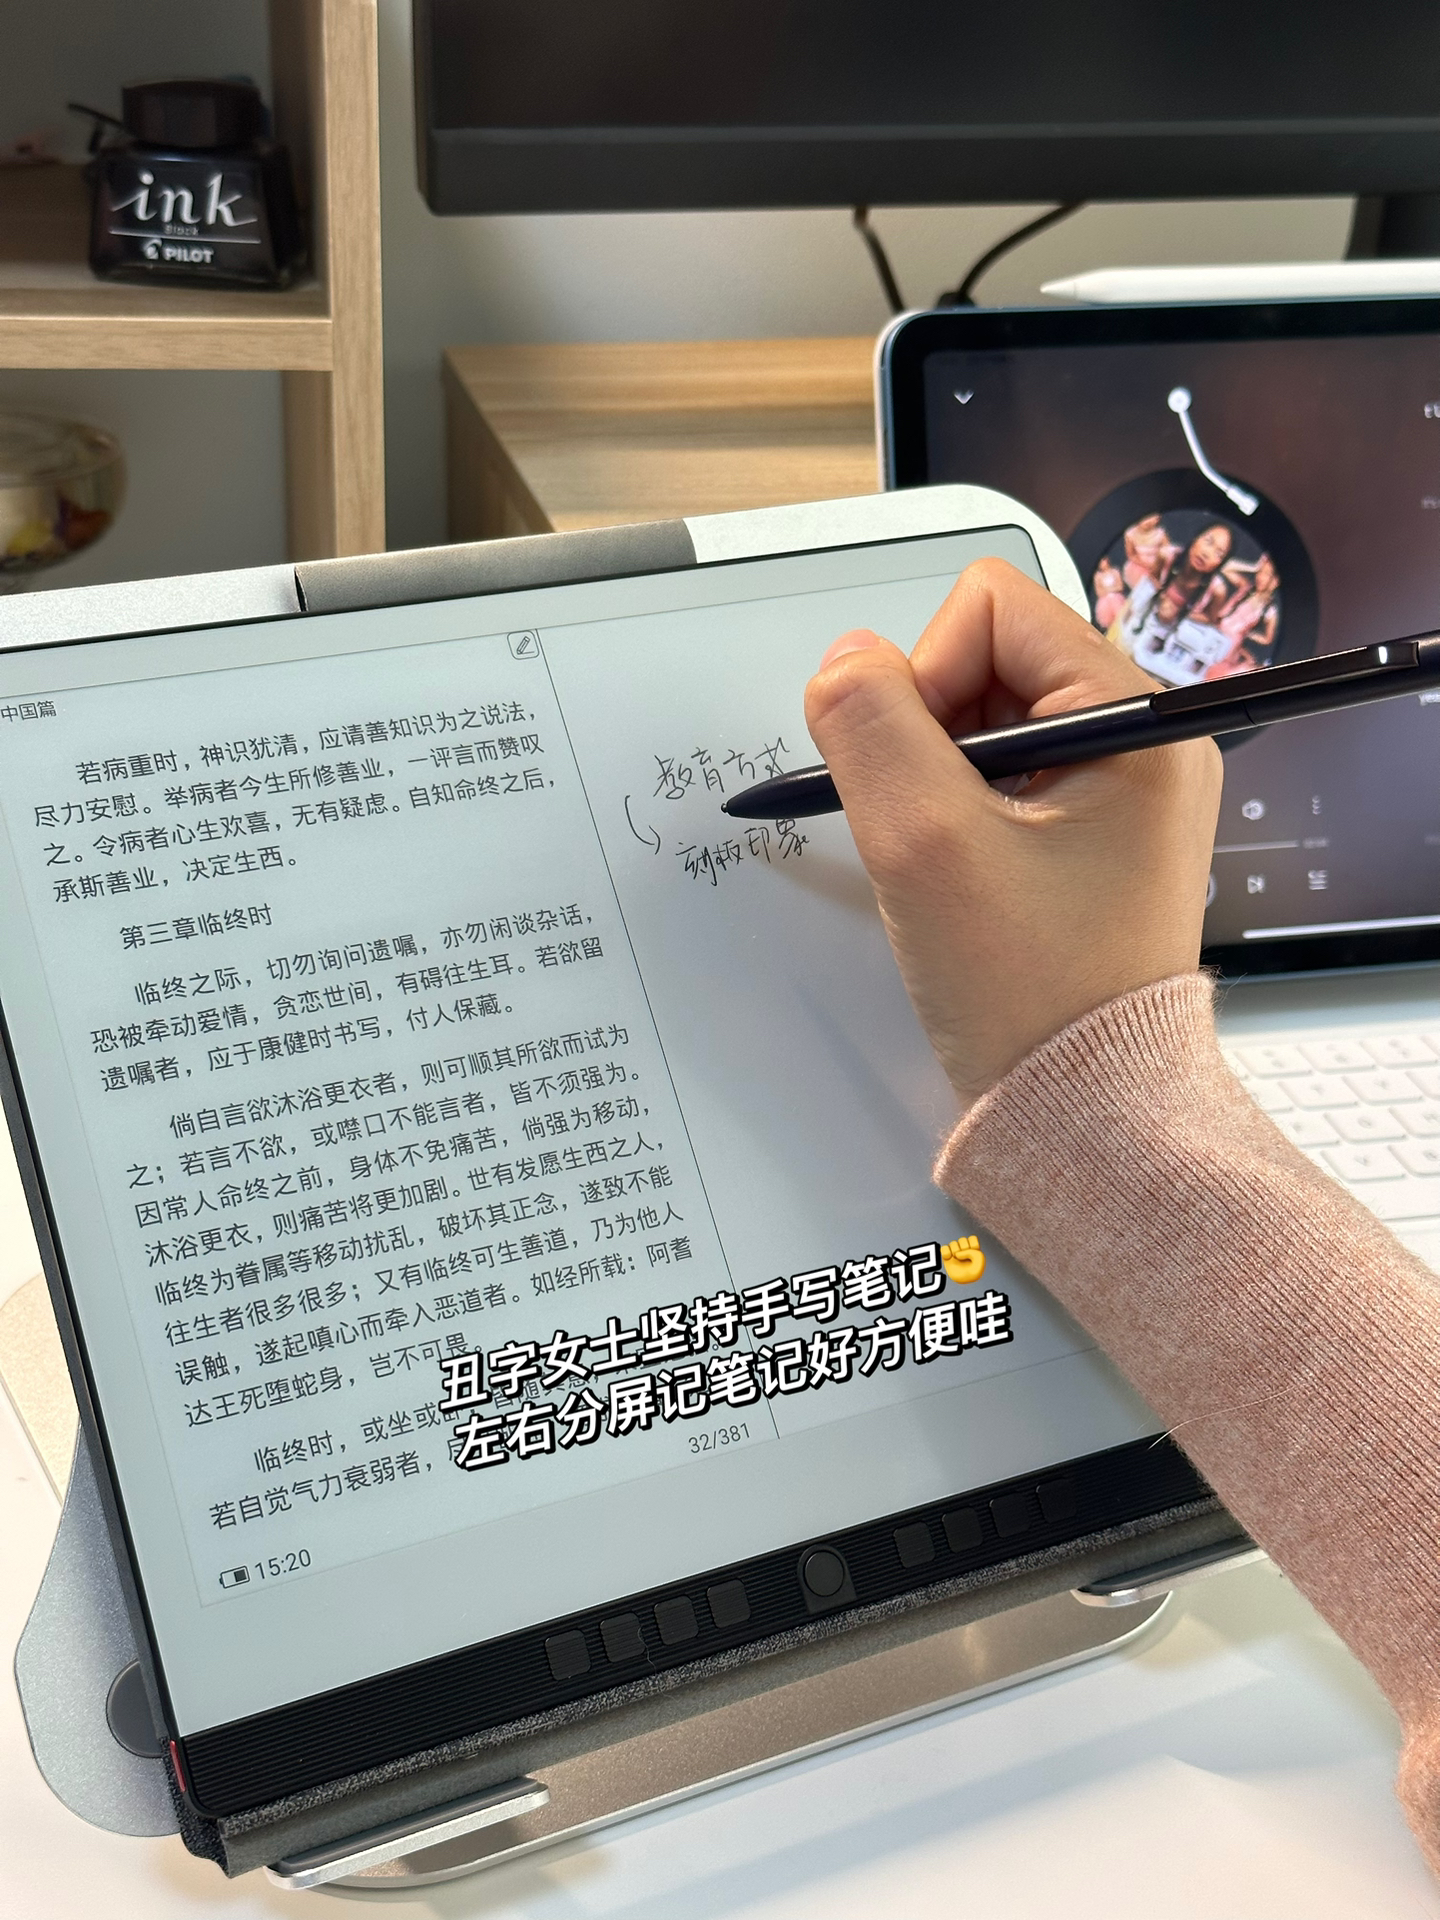 ink
Black
PILOT
中国篇
若病重时，神识犹清，应请善知识为之说法，
尽力安慰。举病者今生所修善业，一评言而赞叹
之。令病者心生欢喜，无有疑虑。自知命终之后，
承斯善业，决定生西。
第三章临终时
临终之际，切勿询问遗嘱，亦勿闲谈杂话，
恐被牵动爱情，贪恋世间，有碍往生耳。若欲留
遗嘱者，应于康健时书写，付人保藏。
倘自言欲沐浴更衣者，则可顺其所欲而试为
之；若言不欲，或噤口不能言者，皆不须强为。
因常人命终之前，身体不免痛苦，倘强为移动，
沐浴更衣，则痛苦将更加剧。世有发愿生西之人，
临终为眷属等移动扰乱，破坏其正念，遂致不能
往生者很多很多；又有临终可生善道，乃为他人
误触，遂起嗔心而牵入恶道者。如经所载：阿耆
达王死堕蛇身，岂不可畏。
临终时，或坐或
若自觉气力衰弱者，
32/381
15:20
教育方式
刻板印象
丑字女士坚持手写笔记✊
左右分屏记笔记好方便哇